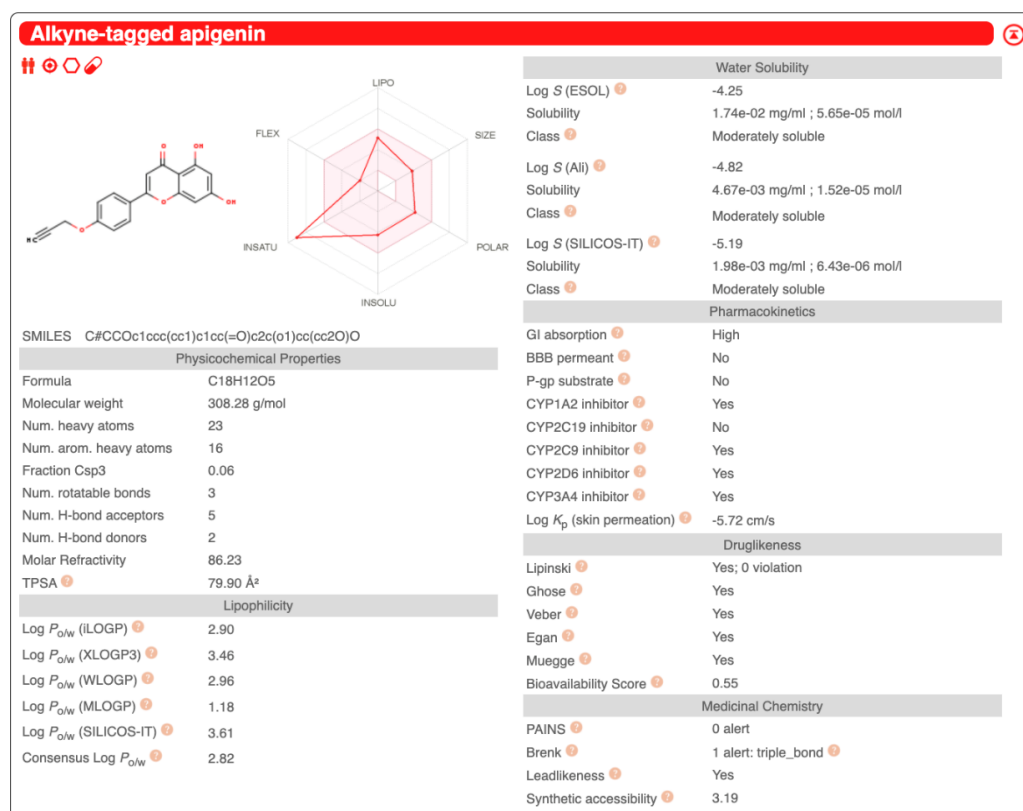 Alkyne-tagged apigenin
LIPO
FLEX
SIZE
INSATU
POLAR
INSOLU
O
OH
O
OH
O
HC
SMILES C#CCOc1ccc(cc1)c1cc(=O)c2c(o1)cc(cc2O)O
Physicochemical Properties
Formula C18H12O5
Molecular weight 308.28 g/mol
Num. heavy atoms 23
Num. arom. heavy atoms 16
Fraction Csp3 0.06
Num. rotatable bonds 3
Num. H-bond acceptors 5
Num. H-bond donors 2
Molar Refractivity 86.23
TPSA ? 79.90 Å²
Lipophilicity
Log Po/w (iLOGP) ? 2.90
Log Po/w (XLOGP3) ? 3.46
Log Po/w (WLOGP) ? 2.96
Log Po/w (MLOGP) ? 1.18
Log Po/w (SILICOS-IT) ? 3.61
Consensus Log Po/w ? 2.82
Water Solubility
Log S (ESOL) ? -4.25
Solubility 1.74e-02 mg/ml ; 5.65e-05 mol/l
Class ? Moderately soluble
Log S (Ali) ? -4.82
Solubility 4.67e-03 mg/ml ; 1.52e-05 mol/l
Class ? Moderately soluble
Log S (SILICOS-IT) ? -5.19
Solubility 1.98e-03 mg/ml ; 6.43e-06 mol/l
Class ? Moderately soluble
Pharmacokinetics
GI absorption ? High
BBB permeant ? No
P-gp substrate ? No
CYP1A2 inhibitor ? Yes
CYP2C19 inhibitor ? No
CYP2C9 inhibitor ? Yes
CYP2D6 inhibitor ? Yes
CYP3A4 inhibitor ? Yes
Log Kp (skin permeation) ? -5.72 cm/s
Druglikeness
Lipinski ? Yes; 0 violation
Ghose ? Yes
Veber ? Yes
Egan ? Yes
Muegge ? Yes
Bioavailability Score ? 0.55
Medicinal Chemistry
PAINS ? 0 alert
Brenk ? 1 alert: triple_bond ?
Leadlikeness ? Yes
Synthetic accessibility ? 3.19